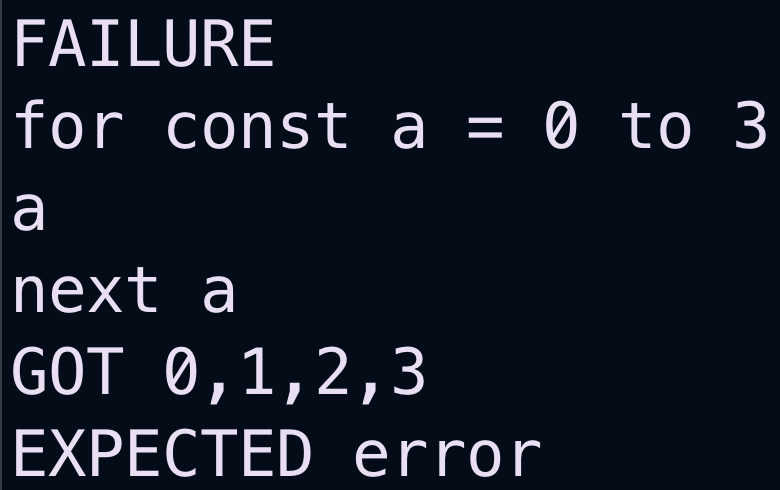 FAILURE
for const a = 0 to 3
a
next a
GOT 0,1,2,3
EXPECTED error